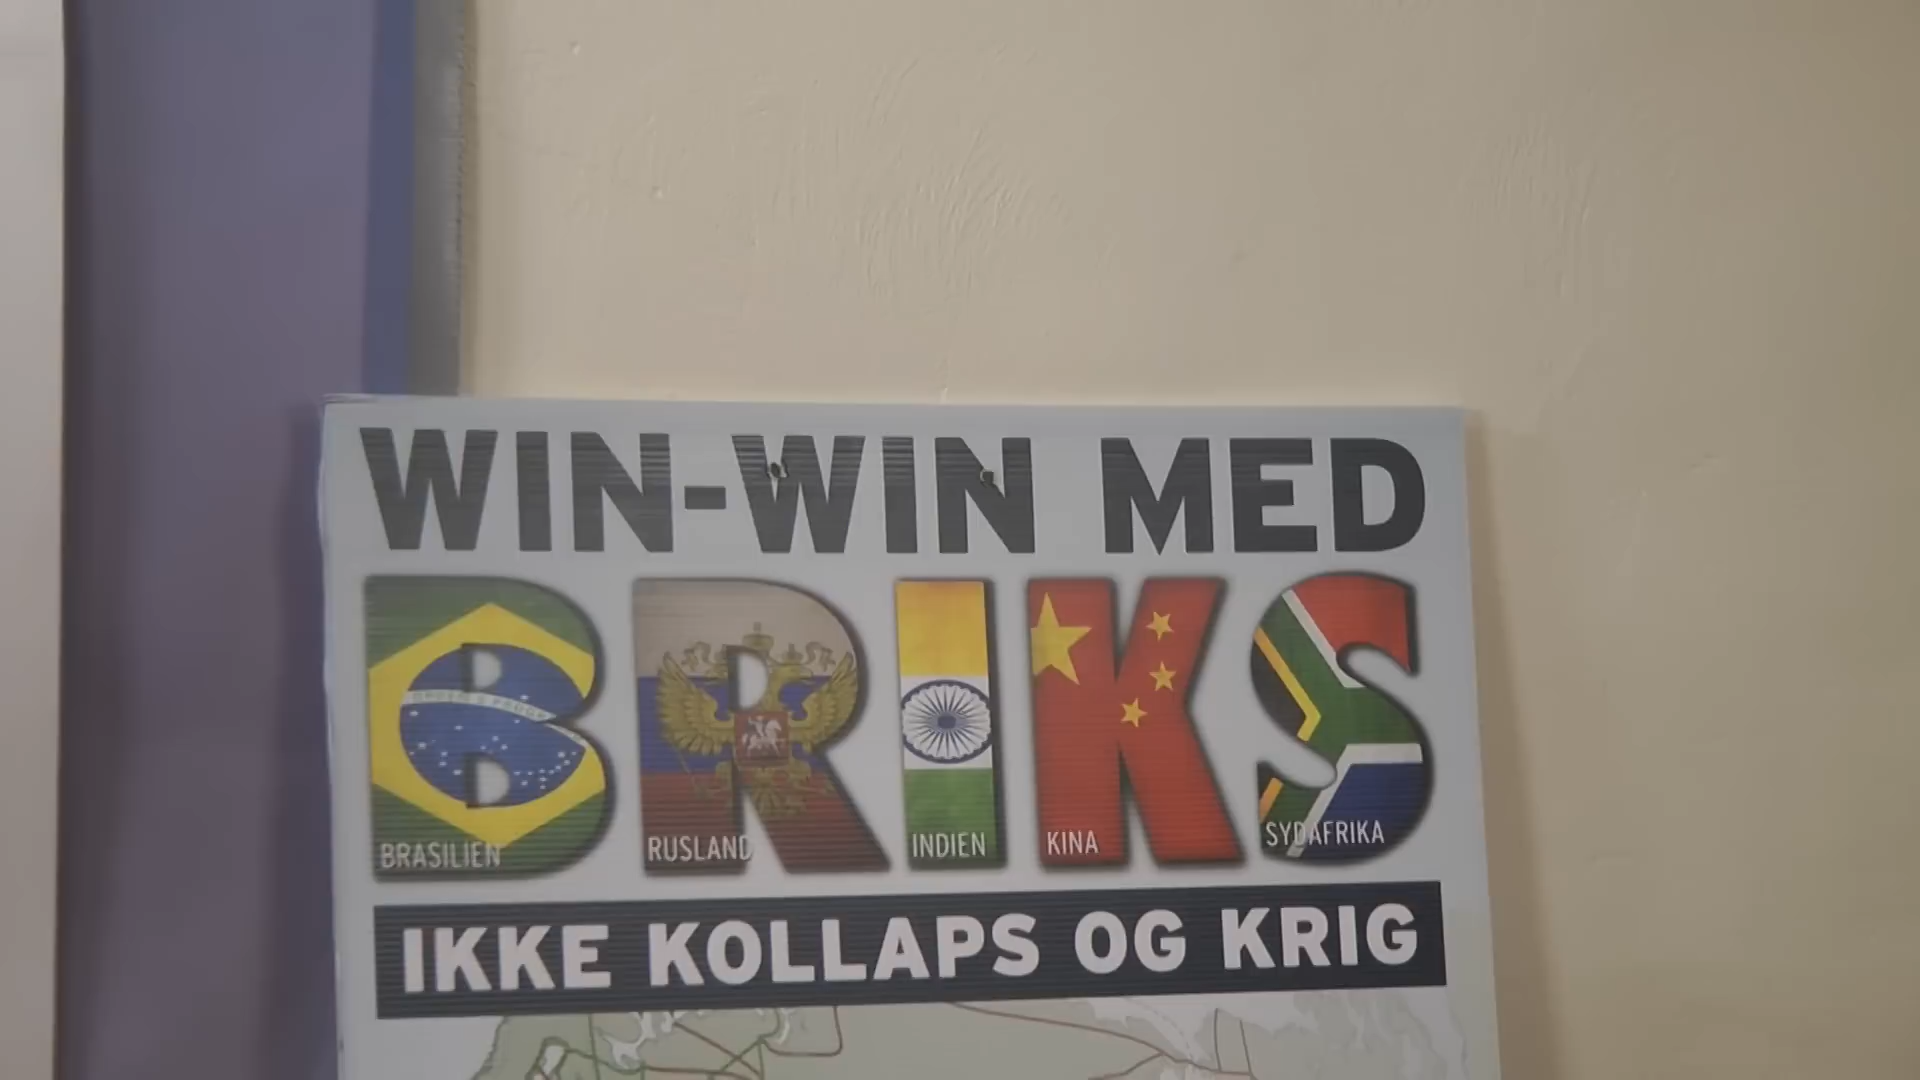 WIN-WIN MED
BRIKS
BRASILIEN RUSLAND INDIEN KINA SYDAFRIKA
IKKE KOLLAPS OG KRIG